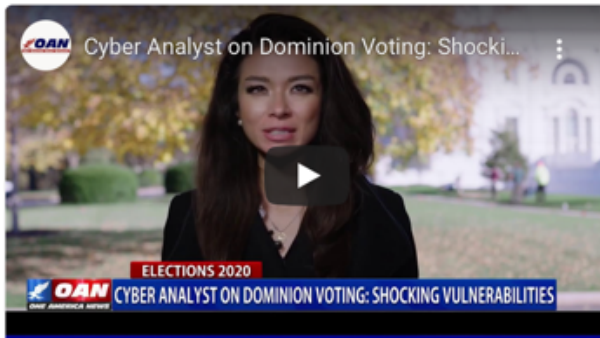 OAN
Cyber Analyst on Dominion Voting: Shocki...
ELECTIONS 2020
OAN
ONE AMERICA NEWS
CYBER ANALYST ON DOMINION VOTING: SHOCKING VULNERABILITIES